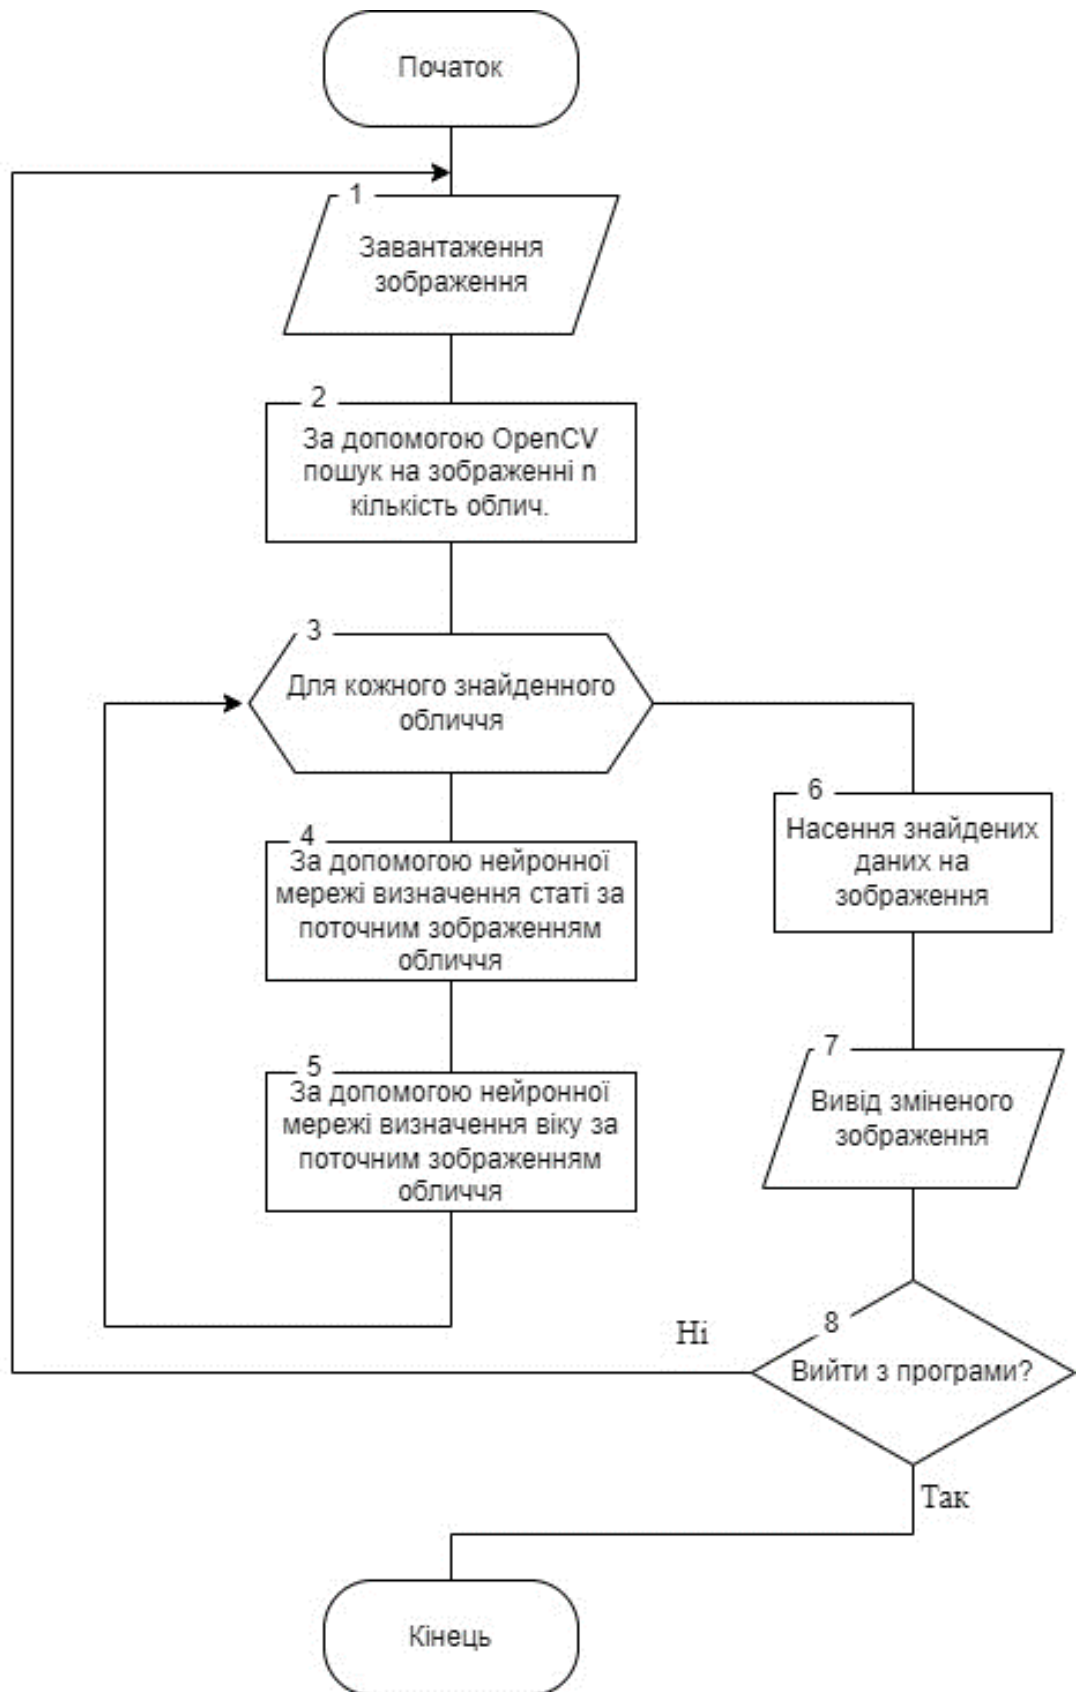 Початок
1
Завантаження
зображення
2
За допомогою OpenCV
пошук на зображенні n
кількість облич.
3
Для кожного знайденного
обличчя
4
За допомогою нейронної
мережі визначення статі за
поточним зображенням
обличчя
5
За допомогою нейронної
мережі визначення віку за
поточним зображенням
обличчя
6
Насення знайдених
даних на
зображення
7
Вивід зміненого
зображення
8
Вийти з програми?
Ні
Так
Кінець